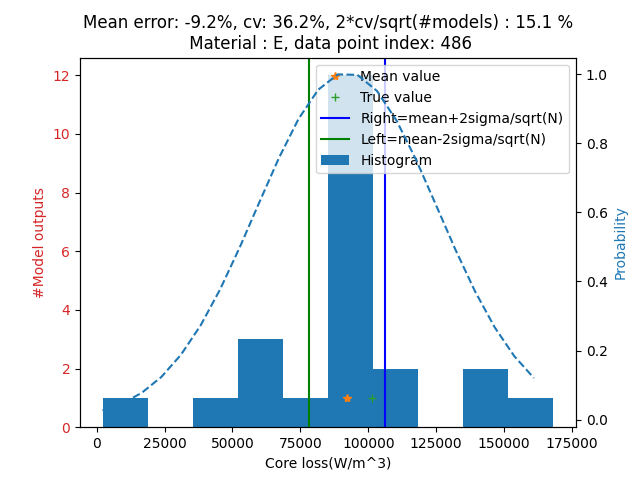 Mean error: -9.2%, cv: 36.2%, 2*cv/sqrt(#models) : 15.1 %
Material : E, data point index: 486
Mean value
True value
Right=mean+2sigma/sqrt(N)
Left=mean-2sigma/sqrt(N)
Histogram
12
10
8
6
4
2
0
#Model outputs
1.0
0.8
0.6
0.4
0.2
0.0
Probability
0 25000 50000 75000 100000 125000 150000 175000
Core loss(W/m^3)